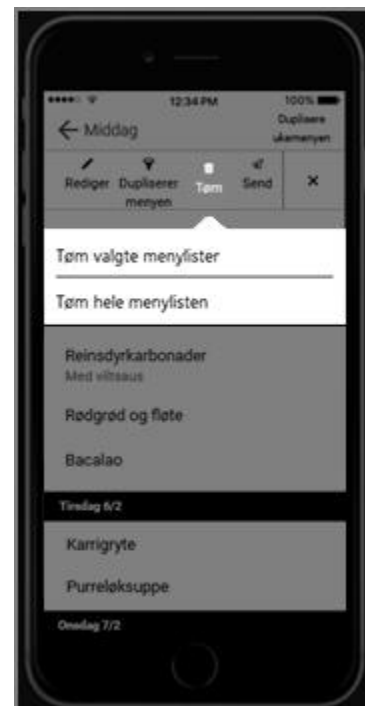 12:34 PM 100%
Middag
Duplisere
ukemenyen
Rediger Dupliserer Tøm Send
menyen
Tøm valgte menylister
Tøm hele menylisten
Reinsdyrkarbonader
Med viltsaus
Rødgrød og fløte
Bacalao
Tirsdag 6/2
Karrigryte
Purreløksuppe
Onsdag 7/2